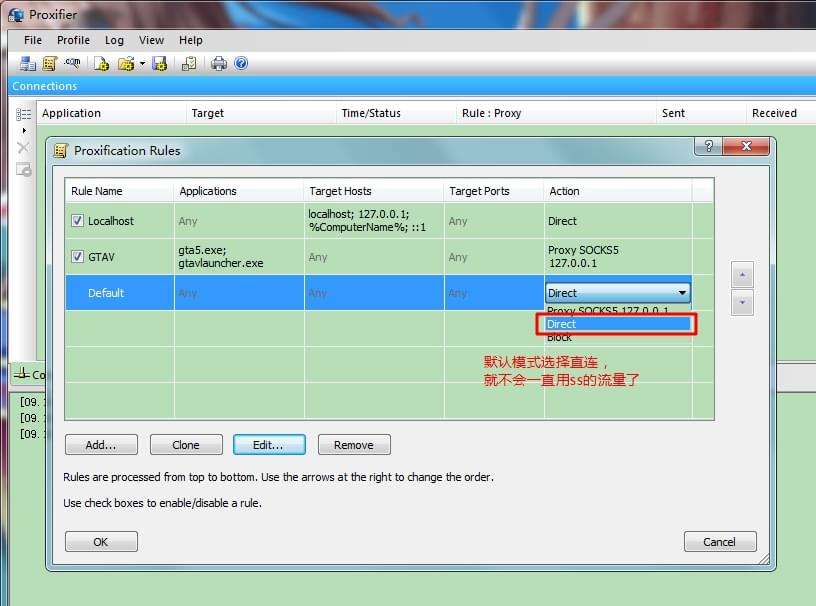 Proxifier
File Profile Log View Help
Connections
Application Target Time/Status Rule : Proxy Sent Received
Proxification Rules
Rule Name Applications Target Hosts Target Ports Action
Localhost Any localhost; 127.0.0.1; %ComputerName%; ::1 Any Direct
GTAV gta5.exe; gtavlauncher.exe Any Any Proxy SOCKS5 127.0.0.1
Default Any Any Any Direct
Proxy SOCKS5 127.0.0.1
Direct
Block
默认模式选择直连，
就不会一直用ss的流量了
Co
[09.
[09.
[09.
Add... Clone Edit... Remove
Rules are processed from top to bottom. Use the arrows at the right to change the order.
Use check boxes to enable/disable a rule.
OK Cancel